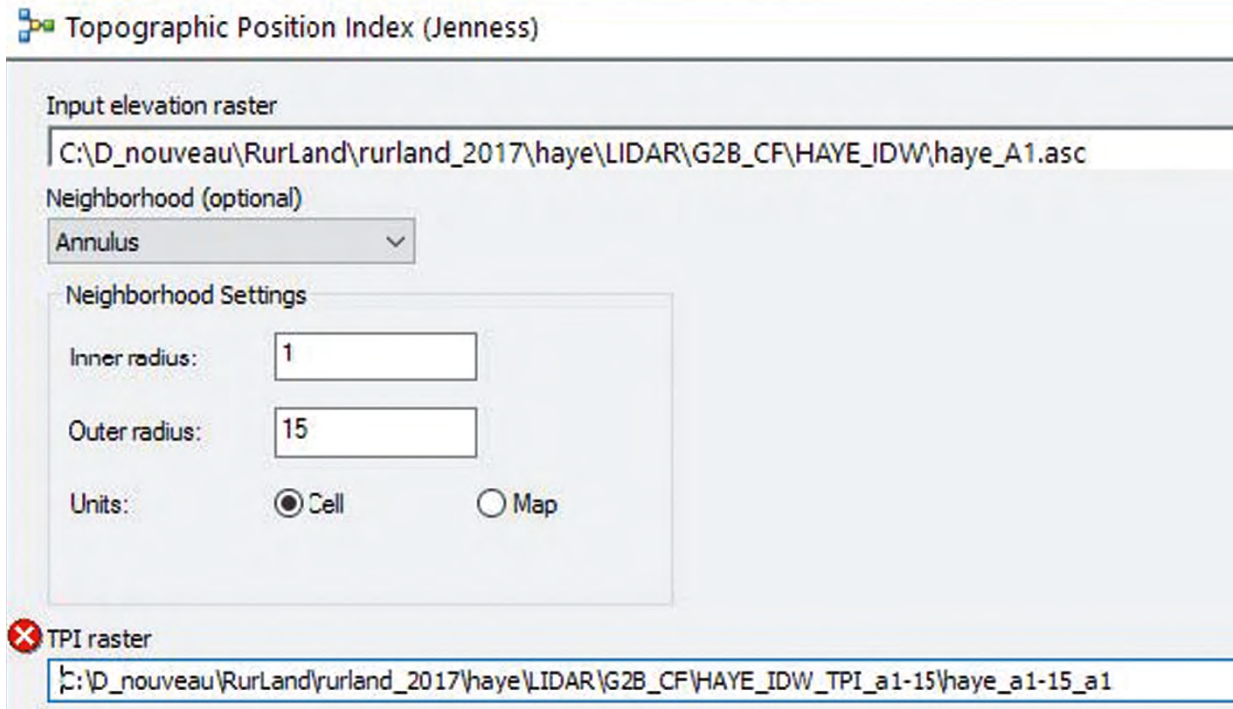 Topographic Position Index (Jenness)
Input elevation raster
C:\D_nouveau\RurLand\rurland_2017\haye\LIDAR\G2B_CF\HAYE_IDW\haye_A1.asc
Neighborhood (optional)
Annulus
Neighborhood Settings
Inner radius: 1
Outer radius: 15
Units: Cell Map
TPI raster
C:\D_nouveau\RurLand\rurland_2017\haye\LIDAR\G2B_CF\HAYE_IDW_TPI_a1-15\haye_a1-15_a1